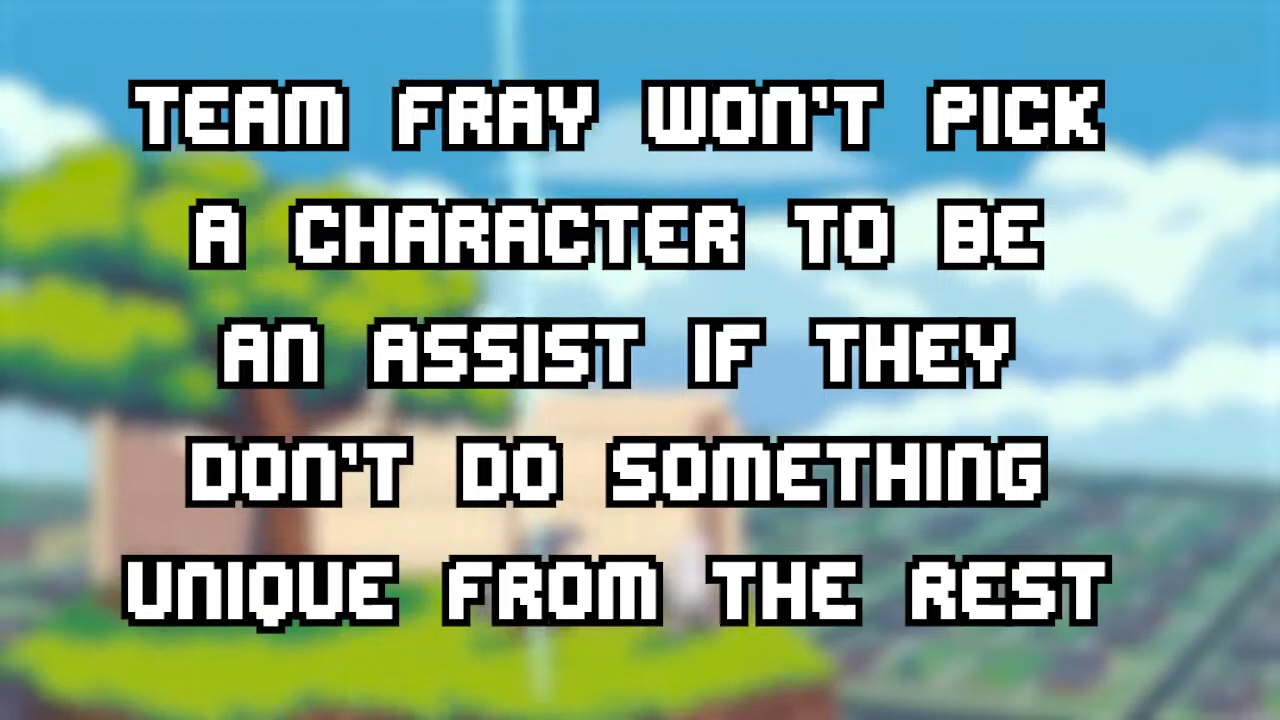 TEAM FRAY WON'T PICK
A CHARACTER TO BE
AN ASSIST IF THEY
DON'T DO SOMETHING
UNIQUE FROM THE REST